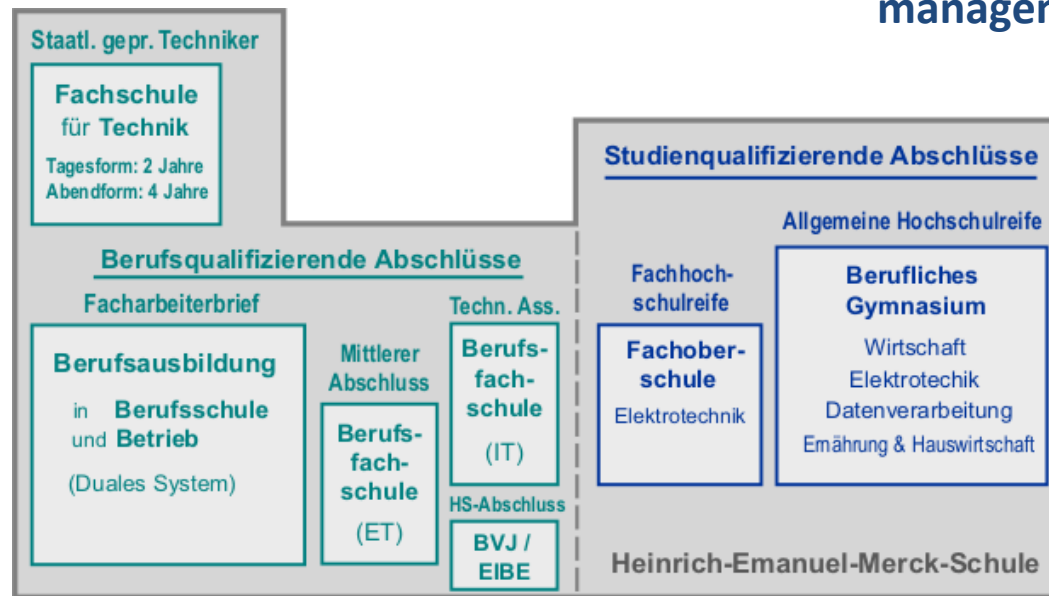 manager
Staatl. gepr. Techniker
Fachschule
für Technik
Tagesform: 2 Jahre
Abendform: 4 Jahre
Berufsqualifizierende Abschlüsse
Facharbeiterbrief
Berufsausbildung
in Berufsschule
und Betrieb
(Duales System)
Mittlerer
Abschluss
Berufs-
fach-
schule
(ET)
Techn. Ass.
Berufs-
fach-
schule
(IT)
HS-Abschluss
BVJ /
EIBE
Studienqualifizierende Abschlüsse
Fachhoch-
schulreife
Fachober-
schule
Elektrotechnik
Allgemeine Hochschulreife
Berufliches
Gymnasium
Wirtschaft
Elektrotechik
Datenverarbeitung
Ernährung & Hauswirtschaft
Heinrich-Emanuel-Merck-Schule